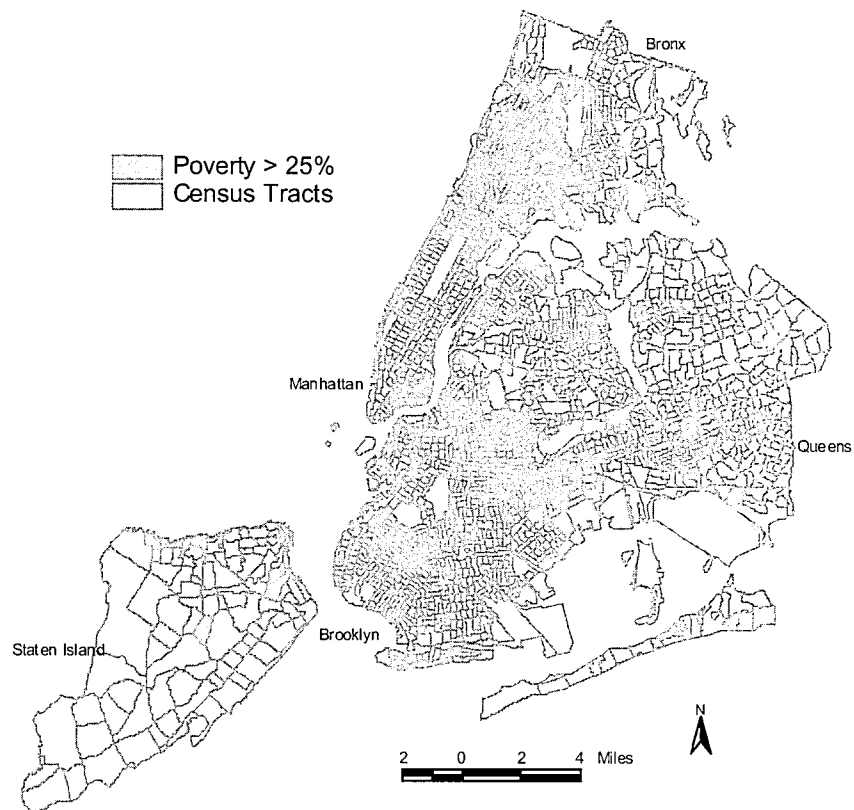 Bronx
Poverty > 25%
Census Tracts
Manhattan
Queens
Brooklyn
Staten Island
N
2 0 2 4 Miles